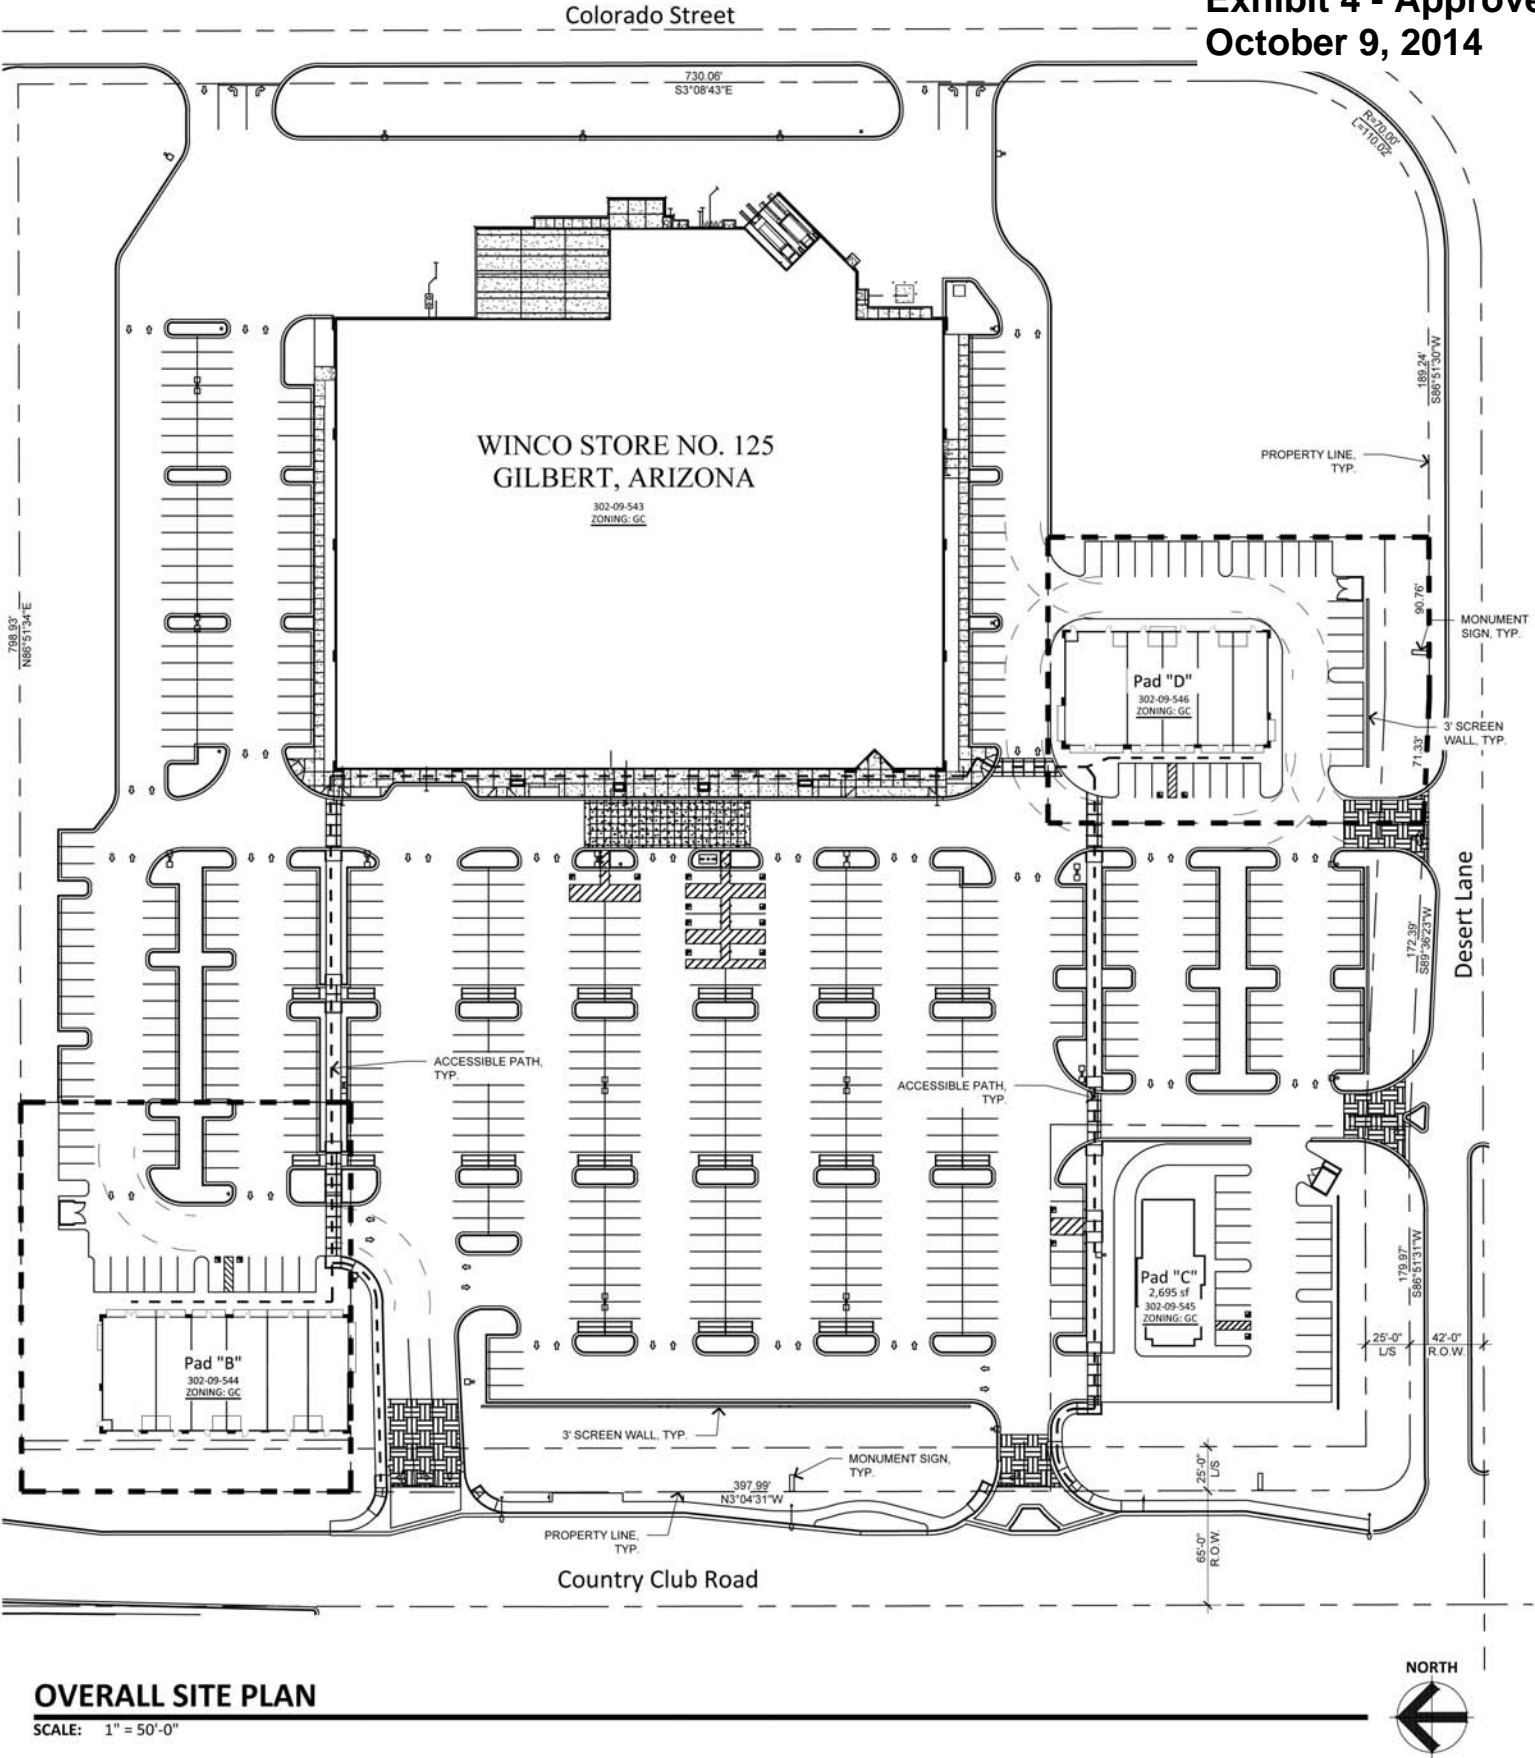 Colorado Street
Exhibit 4 - Approve
October 9, 2014
730.06'
S3°08'43"E
R=70.00'
L=110.02'
WINCO STORE NO. 125
GILBERT, ARIZONA
302-09-543
ZONING: GC
189.24'
S86°51'30"W
PROPERTY LINE,
TYP.
798.93'
N86°51'34"E
90.76'
MONUMENT
SIGN, TYP.
Pad "D"
302-09-546
ZONING: GC
3' SCREEN
WALL, TYP.
71.33'
Desert Lane
172.39'
S89°36'23"W
ACCESSIBLE PATH,
TYP.
ACCESSIBLE PATH,
TYP.
179.97'
S86°51'31"W
Pad "C"
2,695 sf
302-09-545
ZONING: GC
25'-0"
L/S
42'-0"
R.O.W.
Pad "B"
302-09-544
ZONING: GC
3' SCREEN WALL, TYP.
MONUMENT SIGN,
TYP.
397.99'
N3°04'31"W
25'-0"
L/S
PROPERTY LINE,
TYP.
65'-0"
R.O.W.
Country Club Road
NORTH
OVERALL SITE PLAN
SCALE: 1" = 50'-0"